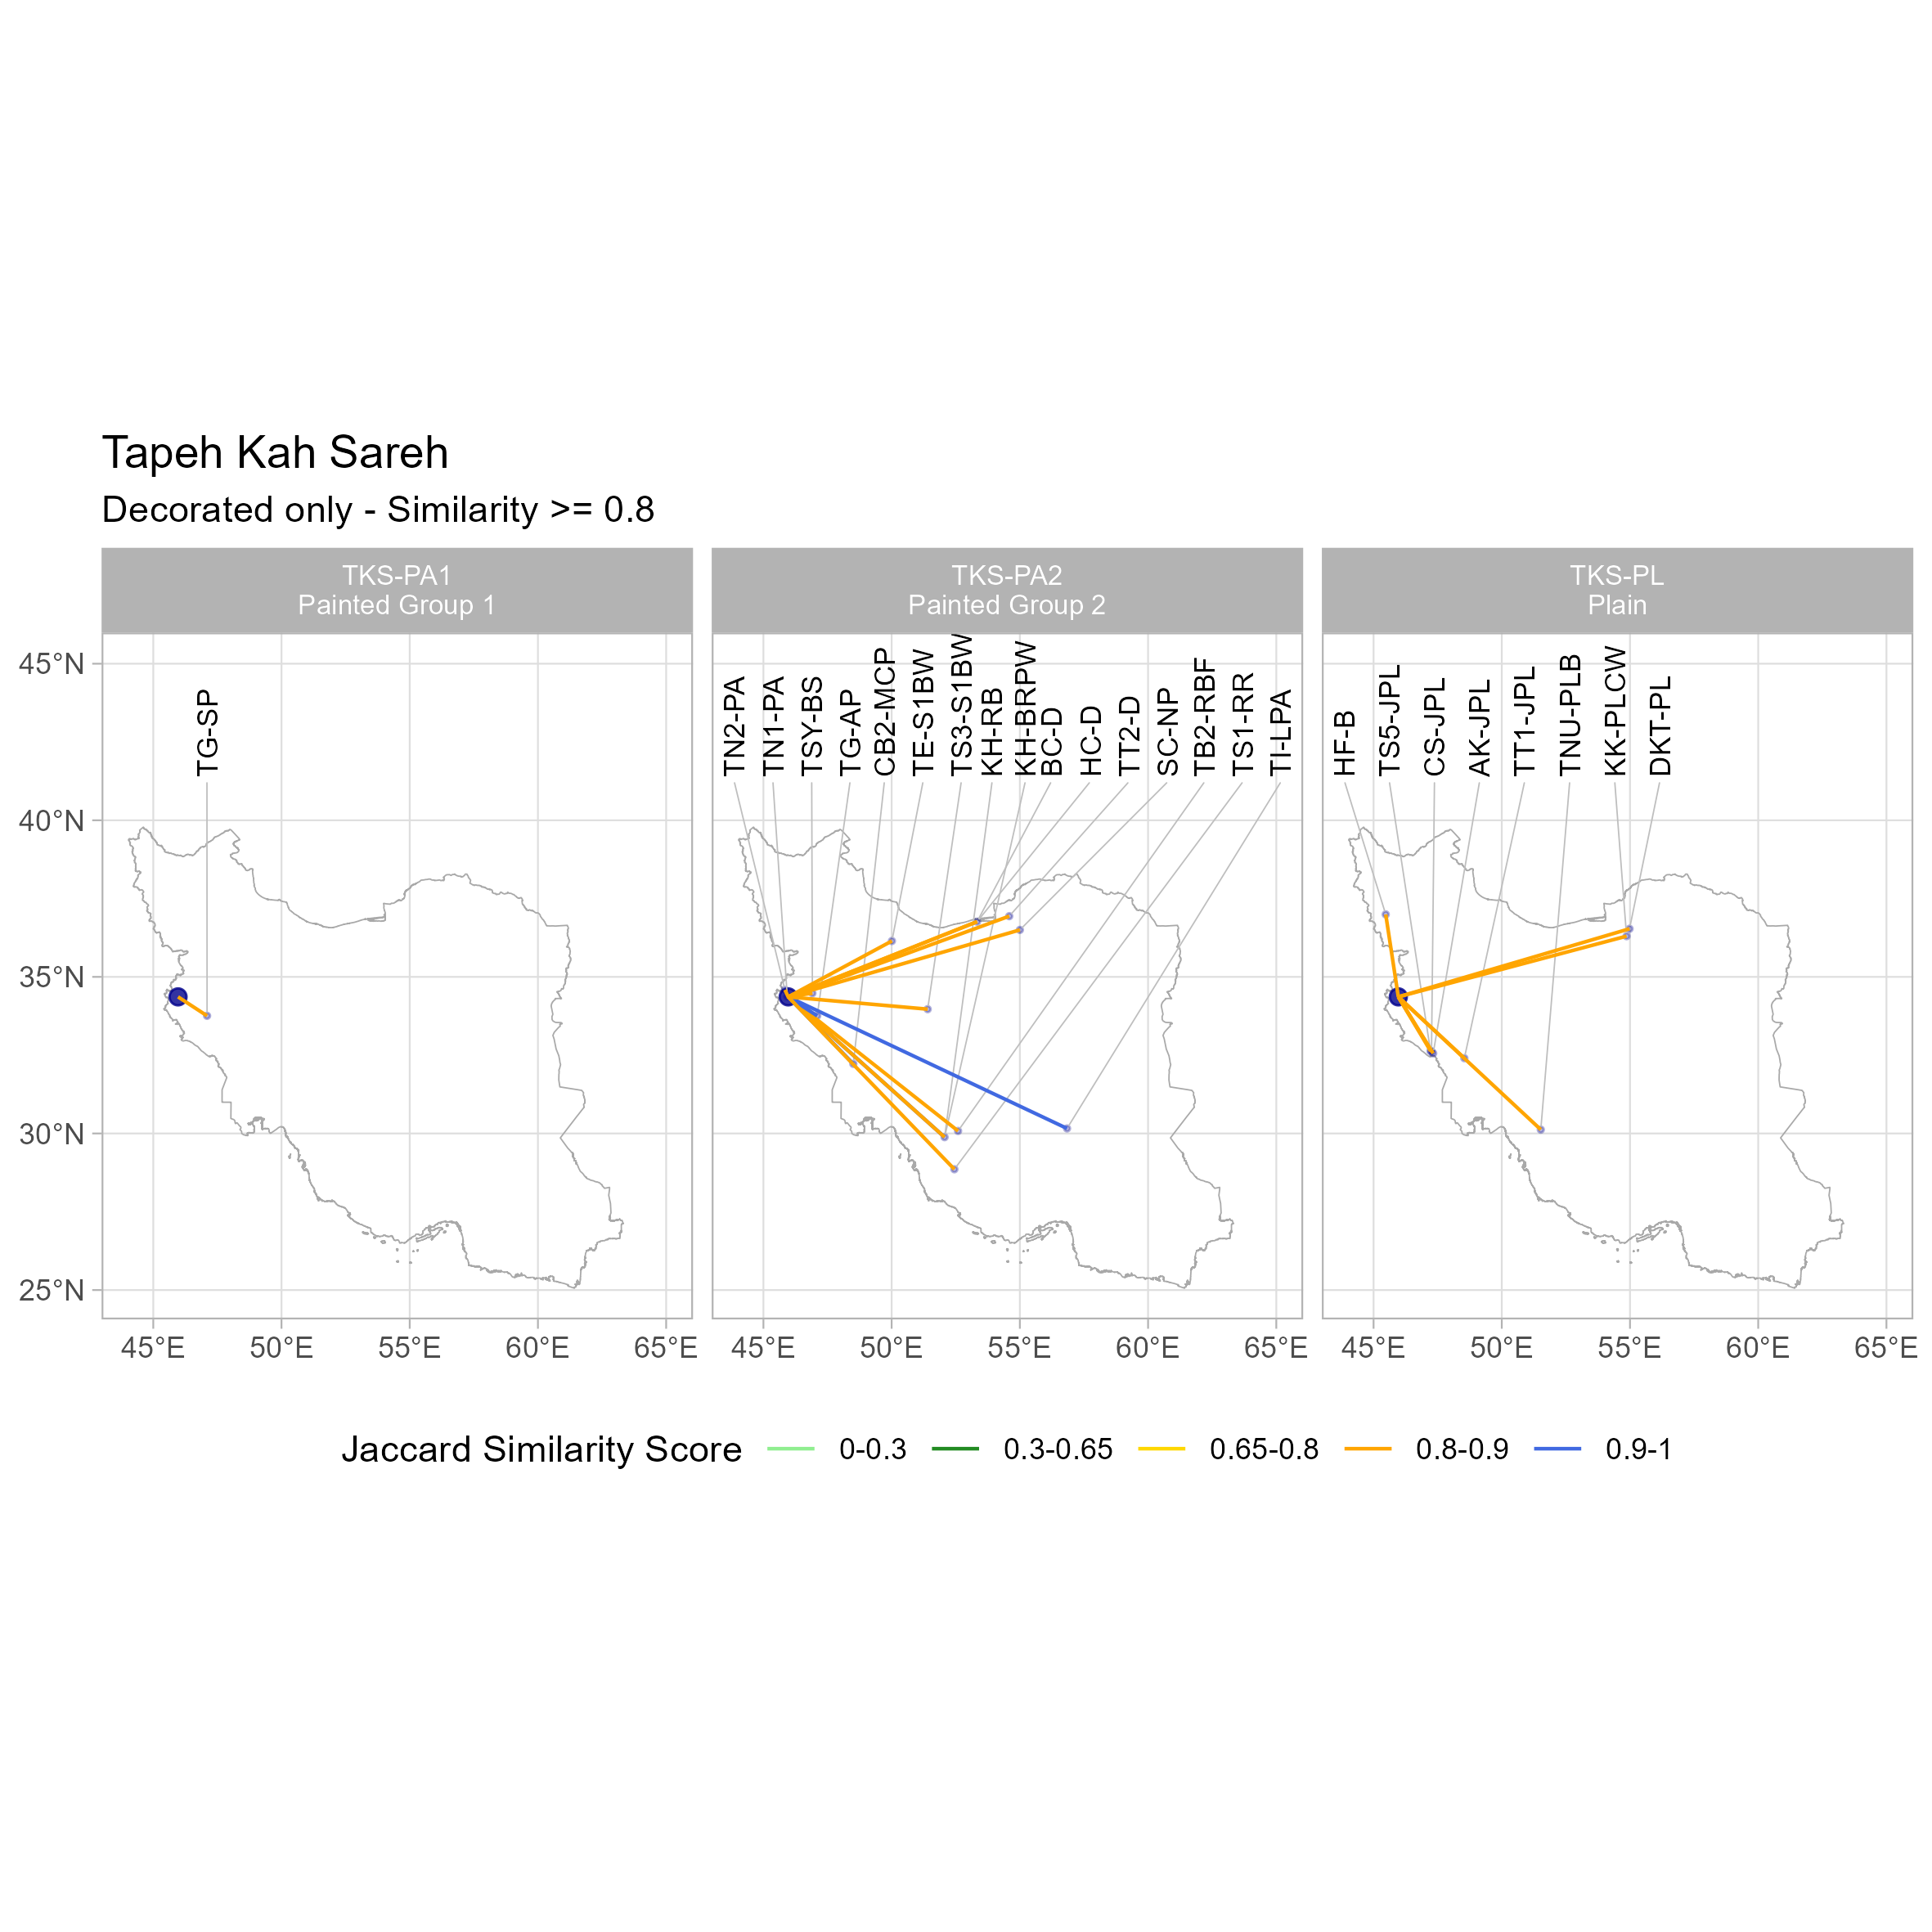 Tapeh Kah Sareh
Decorated only - Similarity >= 0.8
TKS-PA1
Painted Group 1
TKS-PA2
Painted Group 2
TKS-PL
Plain
45°N
40°N
35°N
30°N
25°N
TG-SP
TN2-PA
TN1-PA
TSY-BS
TG-AP
CB2-MCP
TE-S1BW
TS3-S1BW
KH-RB
KH-BRPW
BC-D
HC-D
TT2-D
SC-NP
TB2-RBF
TS1-RR
TI-LPA
HF-B
TS5-JPL
CS-JPL
AK-JPL
TT1-JPL
TNU-PLB
KK-PLCW
DKT-PL
45°E 50°E 55°E 60°E 65°E
45°E 50°E 55°E 60°E 65°E
45°E 50°E 55°E 60°E 65°E
Jaccard Similarity Score 0-0.3 0.3-0.65 0.65-0.8 0.8-0.9 0.9-1